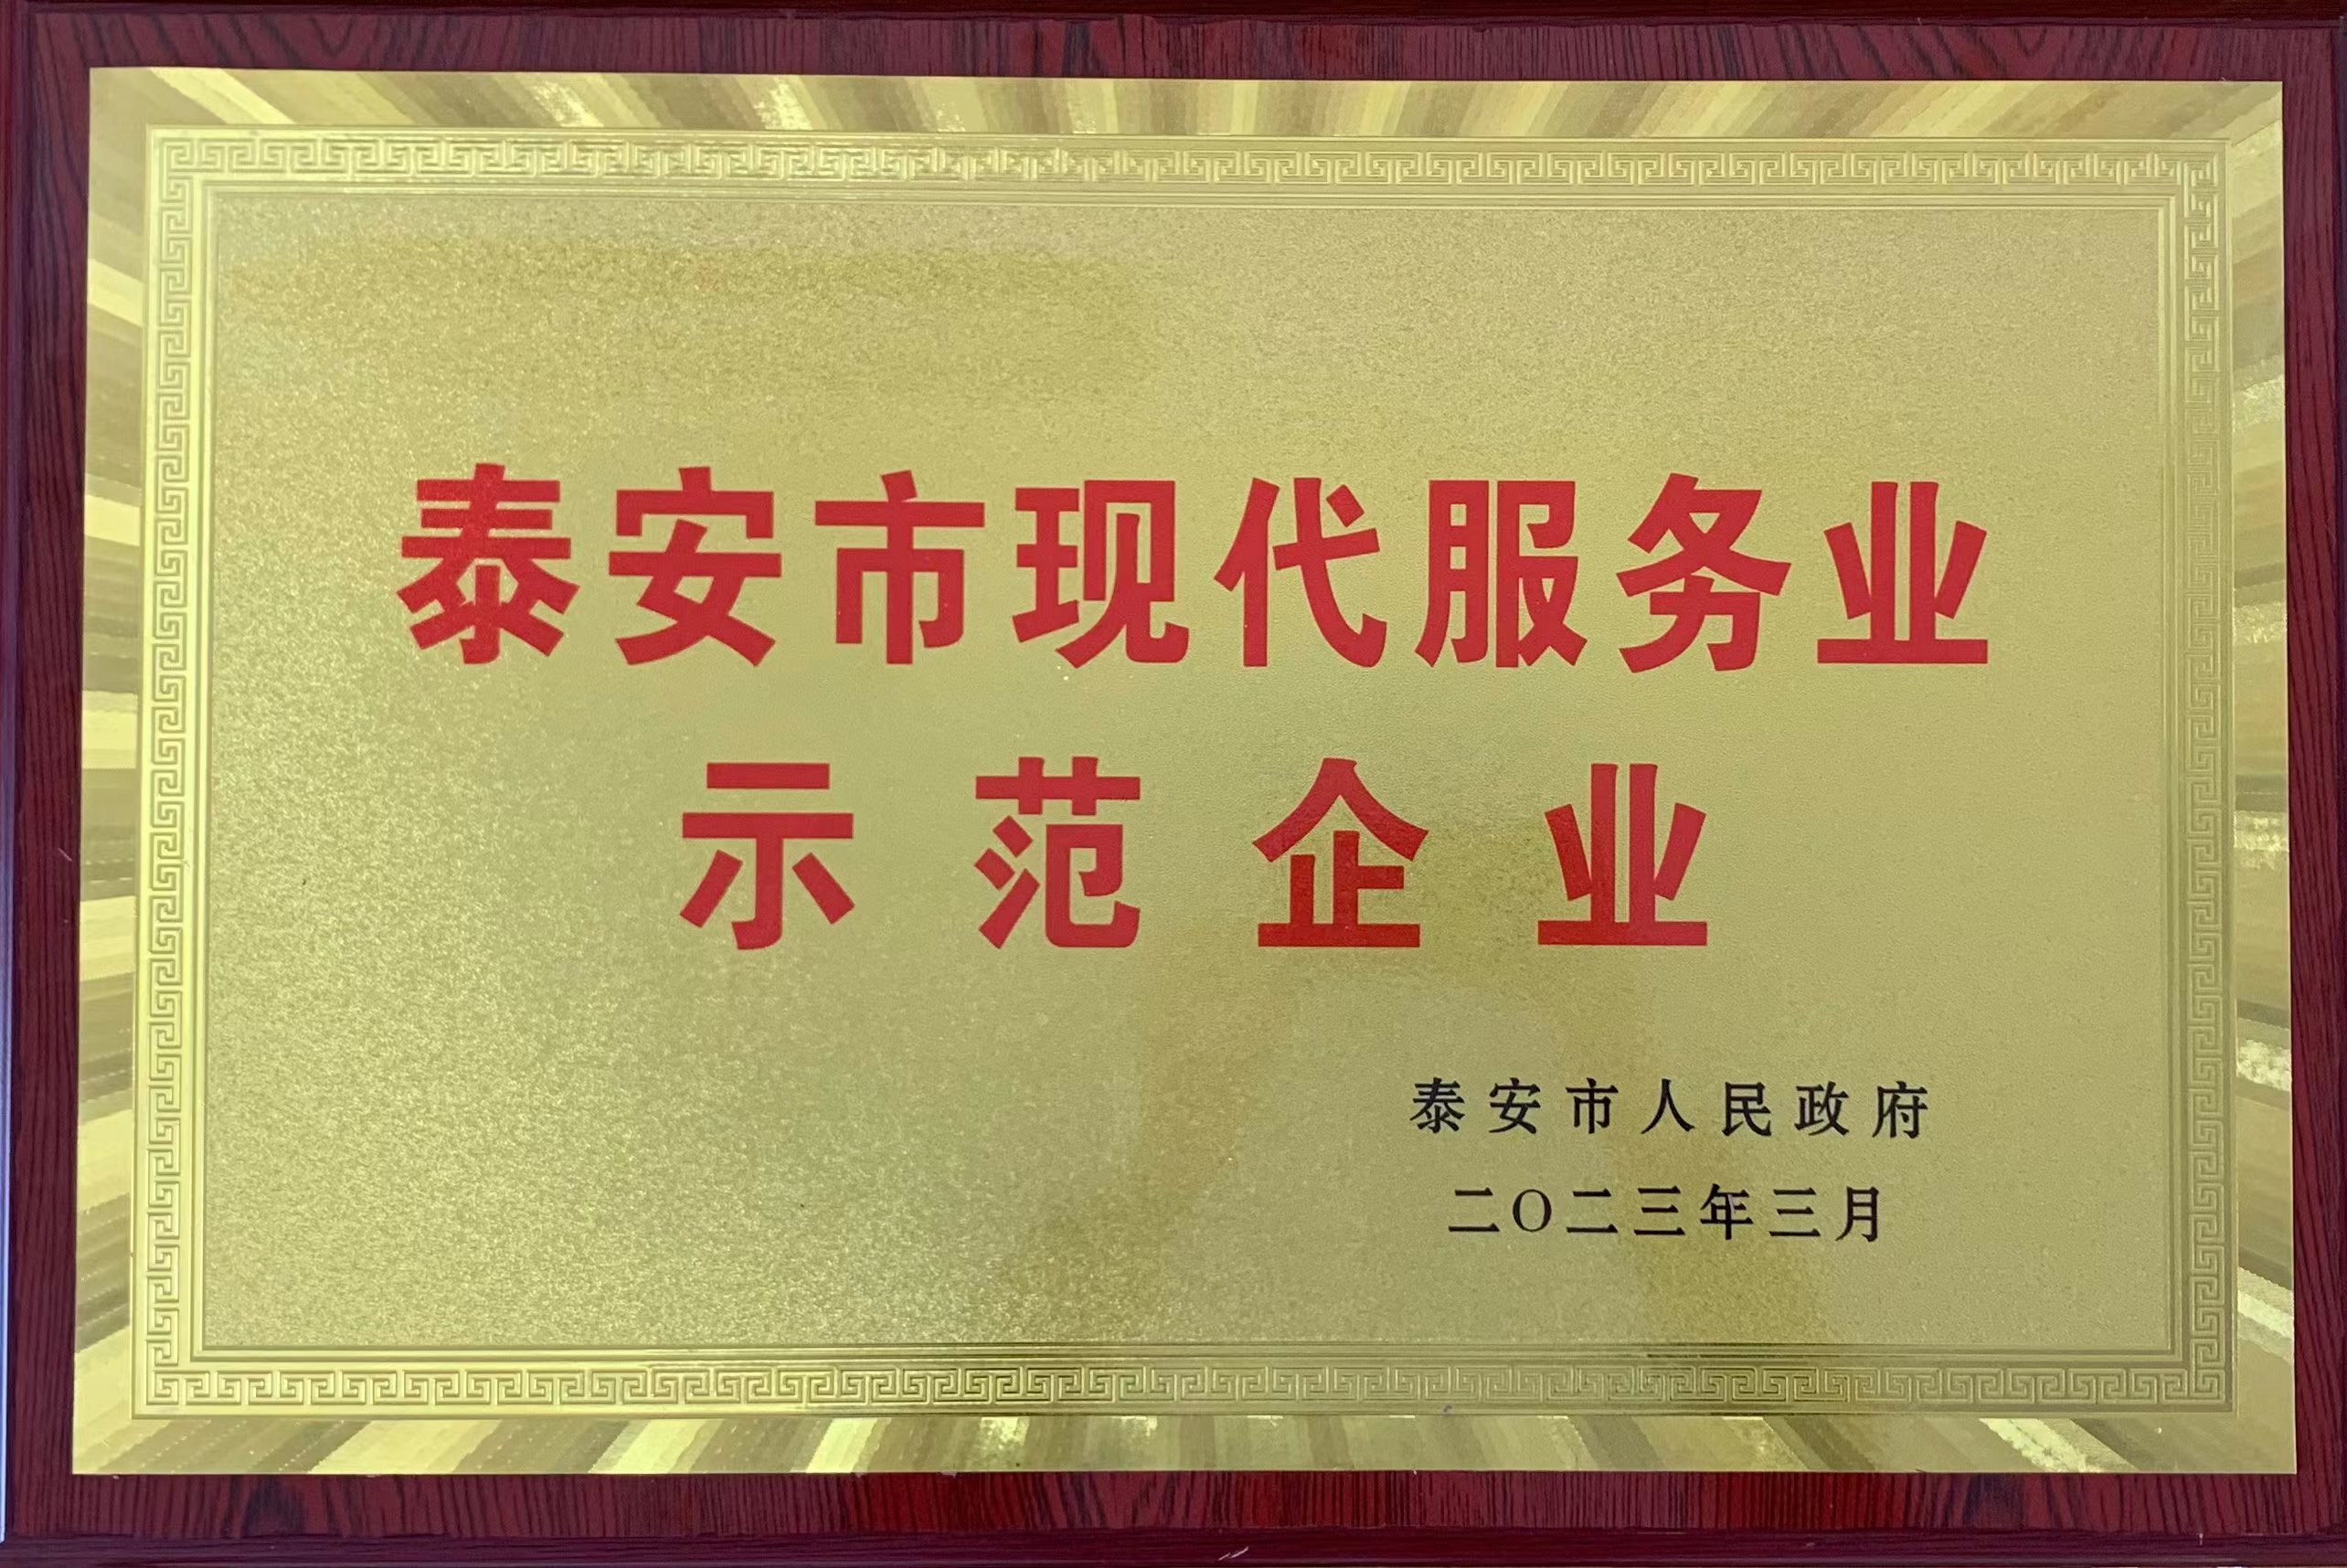 泰安市现代服务业
示范企业
泰安市人民政府
二〇二三年三月